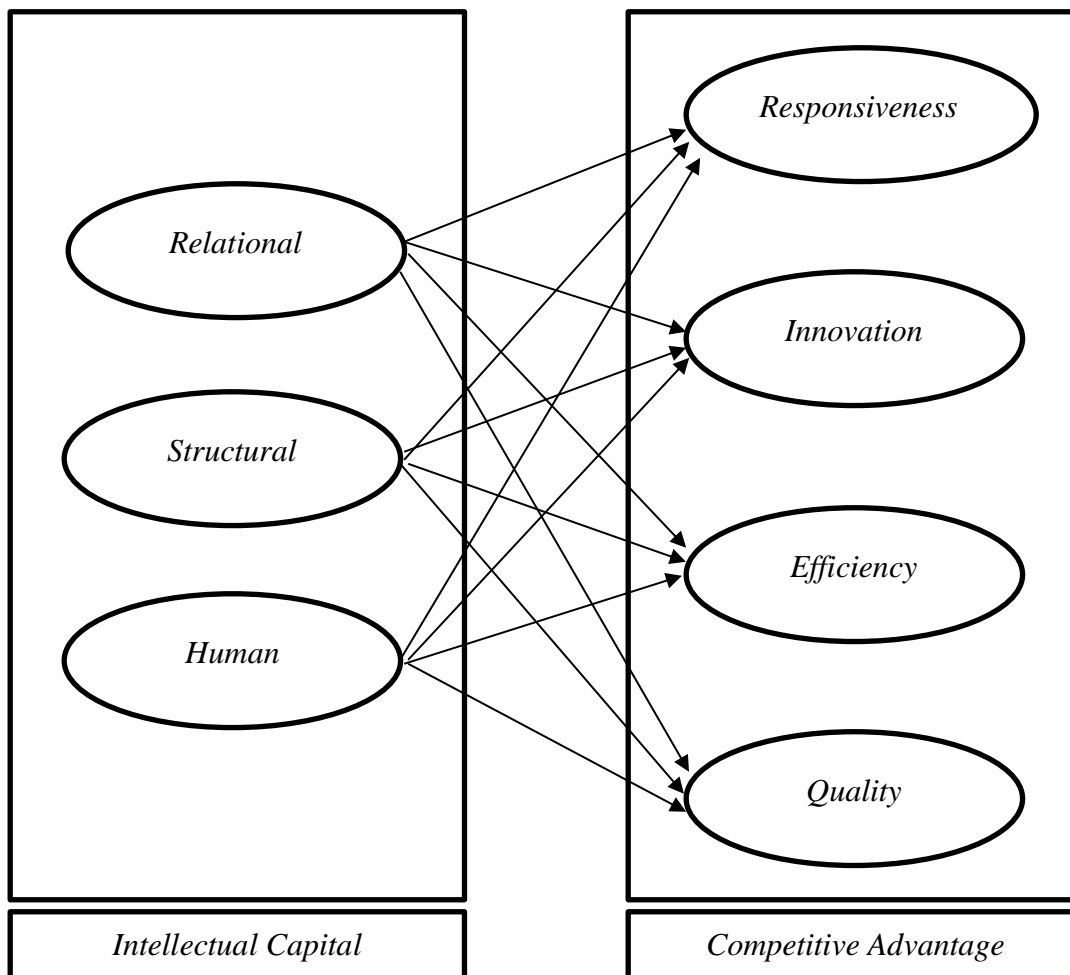 Relational
Structural
Human
Intellectual Capital
Responsiveness
Innovation
Efficiency
Quality
Competitive Advantage